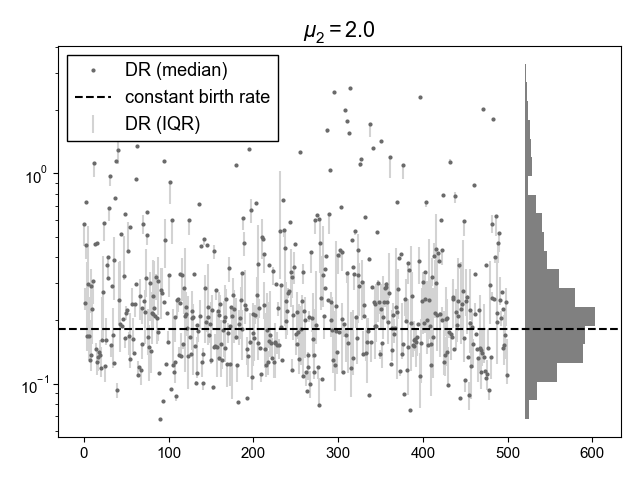 μ₂ = 2.0
DR (median)
constant birth rate
DR (IQR)
10⁰
10⁻¹
0 100 200 300 400 500 600